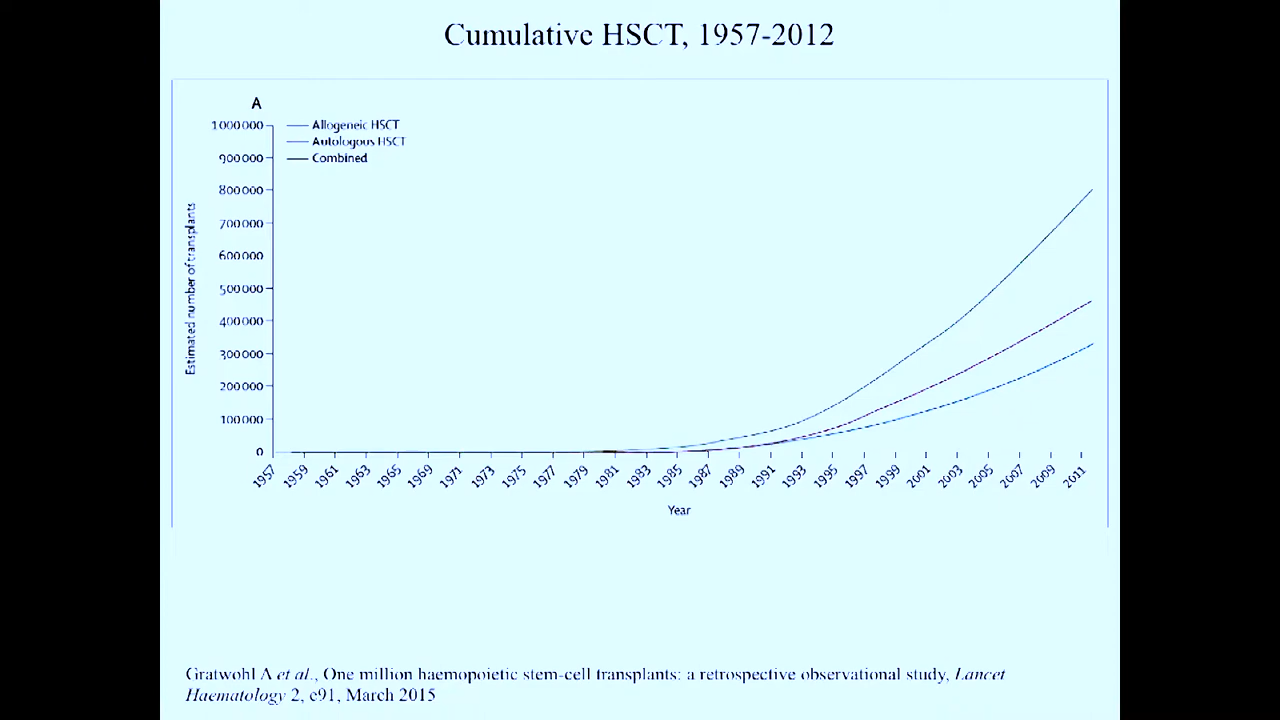 Cumulative HSCT, 1957-2012
A
1000000
900000
800000
700000
600000
500000
400000
300000
200000
100000
0
Allogeneic HSCT
Autologous HSCT
Combined
Estimated number of transplants
1957 1959 1961 1963 1965 1967 1969 1971 1973 1975 1977 1979 1981 1983 1985 1987 1989 1991 1993 1995 1997 1999 2001 2003 2005 2007 2009 2011
Year
Gratwohl A et al., One million haemopoietic stem-cell transplants: a retrospective observational study, Lancet
Haematology 2, e91, March 2015